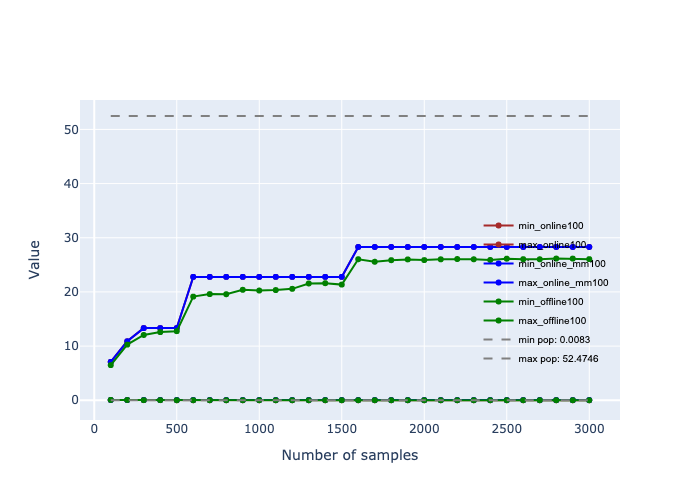 50
40
30
20
10
0
Value
0 500 1000 1500 2000 2500 3000
Number of samples
min_online100
max_online100
min_online_mm100
max_online_mm100
min_offline100
max_offline100
min pop: 0.0083
max pop: 52.4746